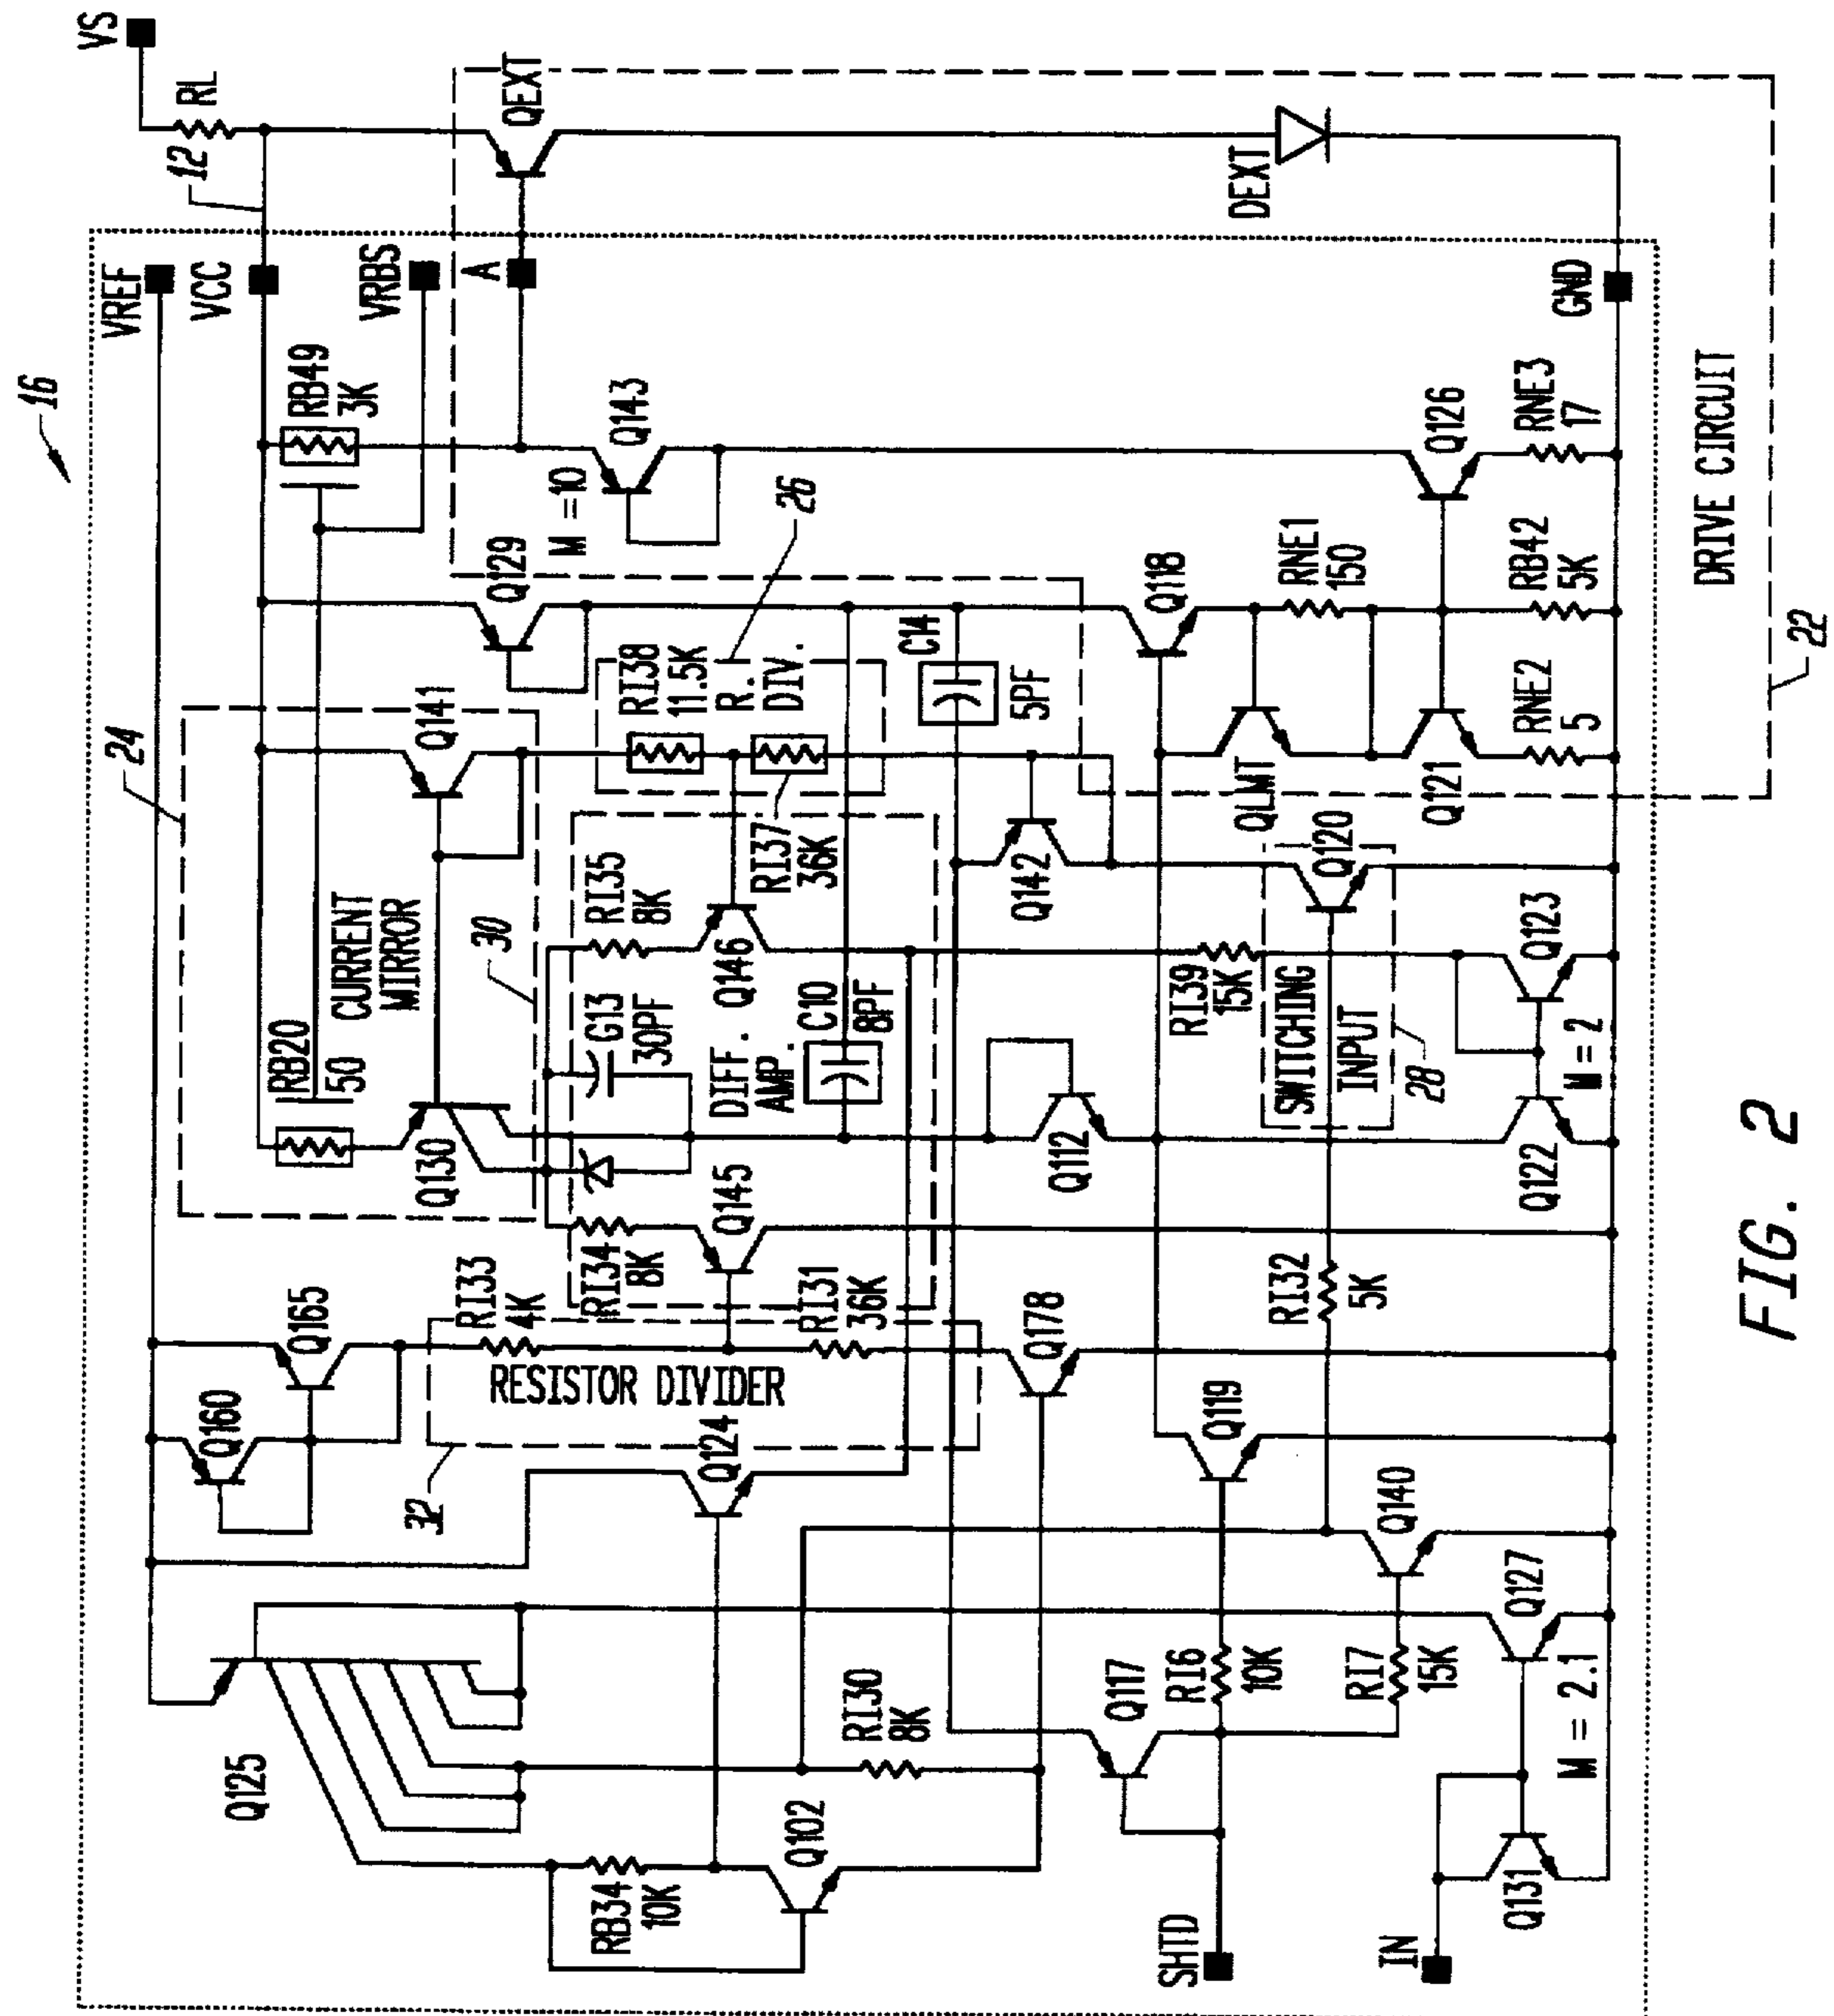 16
VS
RL
12
VREF
VCC
VRBS
A
QEXT
DEXT
GND
RB49
3K
Q143
M = 10
Q126
RNE3
17
DRIVE CIRCUIT
22
24
Q129
26
Q118
RNE1
150
RB42
5K
Q141
RI38
11.5K
R.
DIV.
C14
5PF
QLMT
Q121
RNE2
5
CURRENT
MIRROR
30
RI35
8K
RI37
36K
Q146
Q142
Q120
RB20
50
G13
30PF
DIFF.
AMP.
C10
8PF
RI39
15K
SWITCHING
INPUT
28
Q123
M = 2
Q130
Q145
Q112
Q122
RI33
4K
RI34
8K
RI31
36K
RI32
5K
Q165
Q160
RESISTOR DIVIDER
32
Q178
Q124
Q119
Q140
Q127
M = 2.1
Q125
RI30
8K
Q117
RI6
10K
RI7
15K
RB34
10K
Q102
Q131
SHTD
IN
FIG. 2